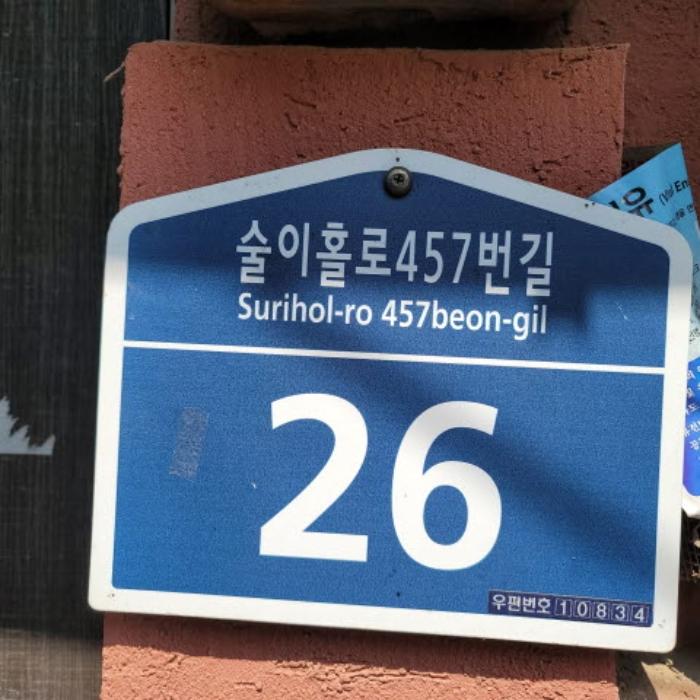 술이홀로457번길
Surihol-ro 457beon-gil
26
우편번호 10834
유